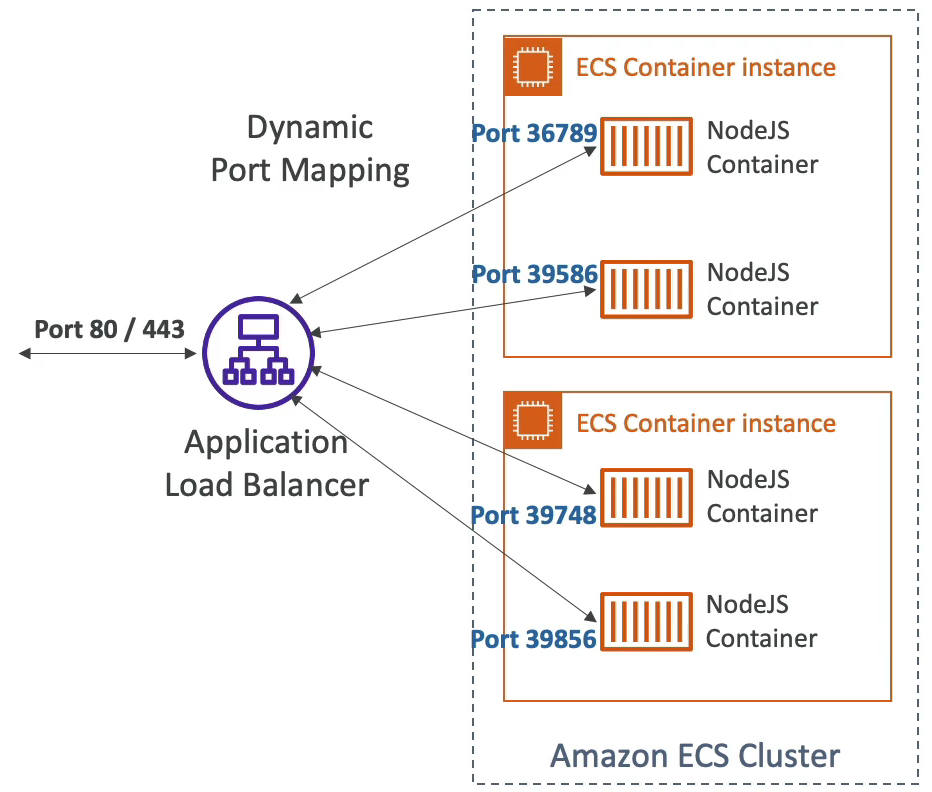 ECS Container instance
Dynamic
Port Mapping
Port 36789
NodeJS
Container
Port 39586
NodeJS
Container
Port 80 / 443
Application
Load Balancer
ECS Container instance
Port 39748
NodeJS
Container
Port 39856
NodeJS
Container
Amazon ECS Cluster